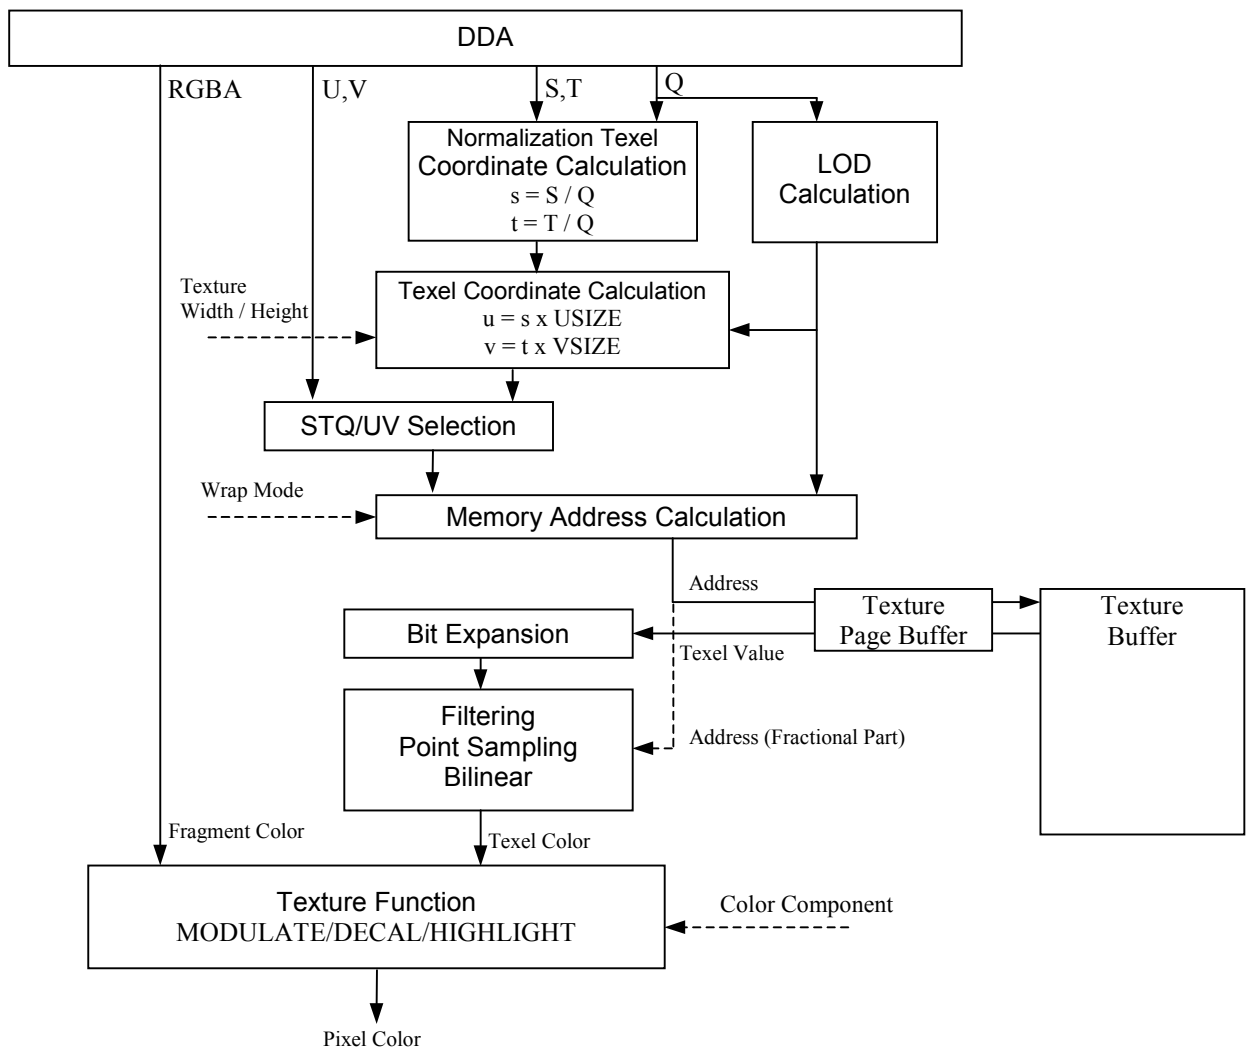 DDA
RGBA
U,V
S,T
Q
Normalization Texel
Coordinate Calculation
s = S / Q
t = T / Q
LOD
Calculation
Texture
Width / Height
Texel Coordinate Calculation
u = s x USIZE
v = t x VSIZE
STQ/UV Selection
Wrap Mode
Memory Address Calculation
Address
Texture
Page Buffer
Texture
Buffer
Bit Expansion
Texel Value
Filtering
Point Sampling
Bilinear
Address (Fractional Part)
Fragment Color
Texel Color
Texture Function
MODULATE/DECAL/HIGHLIGHT
Color Component
Pixel Color